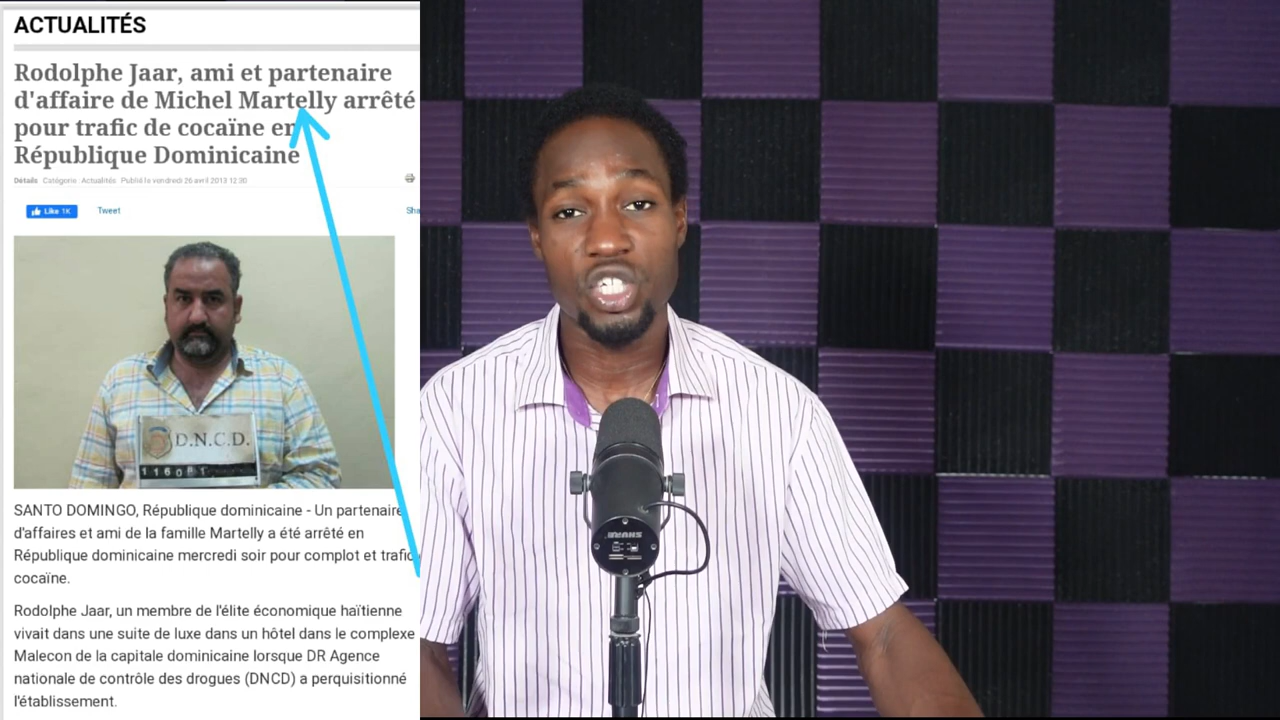 ACTUALITÉS
Rodolphe Jaar, ami et partenaire
d'affaire de Michel Martelly arrêté
pour trafic de cocaïne en
République Dominicaine
Détails Catégorie : Actualités Publié le vendredi 26 avril 2013 12:30
Like 1K Tweet Sha
D.N.C.D.
SANTO DOMINGO, République dominicaine - Un partenaire
d'affaires et ami de la famille Martelly a été arrêté en
République dominicaine mercredi soir pour complot et trafic
cocaïne.
Rodolphe Jaar, un membre de l'élite économique haïtienne
vivait dans une suite de luxe dans un hôtel dans le complexe
Malecon de la capitale dominicaine lorsque DR Agence
nationale de contrôle des drogues (DNCD) a perquisitionné
l'établissement.
SHURE